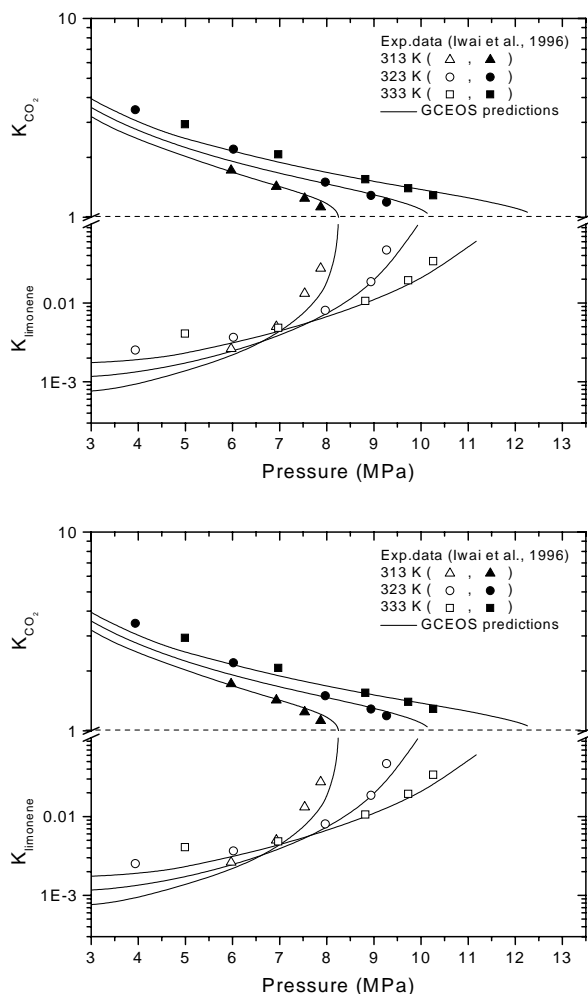 10
Exp.data (Iwai et al., 1996)
313 K ( △ , ▲ )
323 K ( ○ , ● )
333 K ( □ , ■ )
GCEOS predictions
K_CO2
1
K_limonene
0.01
1E-3
3 4 5 6 7 8 9 10 11 12 13
Pressure (MPa)
10
Exp.data (Iwai et al., 1996)
313 K ( △ , ▲ )
323 K ( ○ , ● )
333 K ( □ , ■ )
GCEOS predictions
K_CO2
1
K_limonene
0.01
1E-3
3 4 5 6 7 8 9 10 11 12 13
Pressure (MPa)